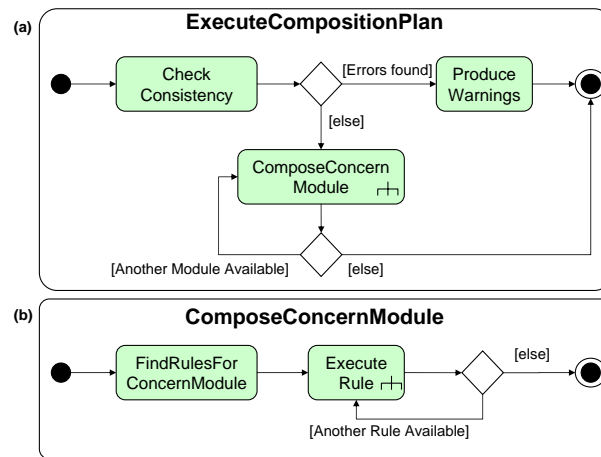 (a)
ExecuteCompositionPlan
Check
Consistency
[Errors found]
Produce
Warnings
[else]
ComposeConcern
Module
[Another Module Available]
[else]
(b)
ComposeConcernModule
FindRulesFor
ConcernModule
Execute
Rule
[else]
[Another Rule Available]